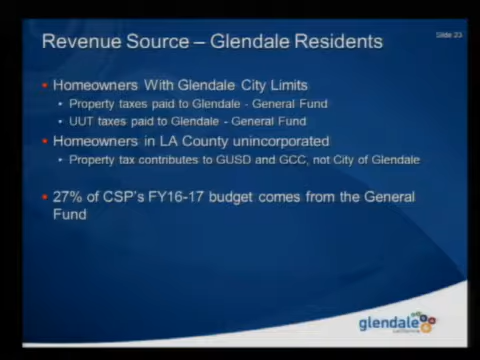 Slide 23
Revenue Source – Glendale Residents
• Homeowners With Glendale City Limits
• Property taxes paid to Glendale - General Fund
• UUT taxes paid to Glendale - General Fund
• Homeowners in LA County unincorporated
• Property tax contributes to GUSD and GCC, not City of Glendale
• 27% of CSP's FY16-17 budget comes from the General
Fund
glendale